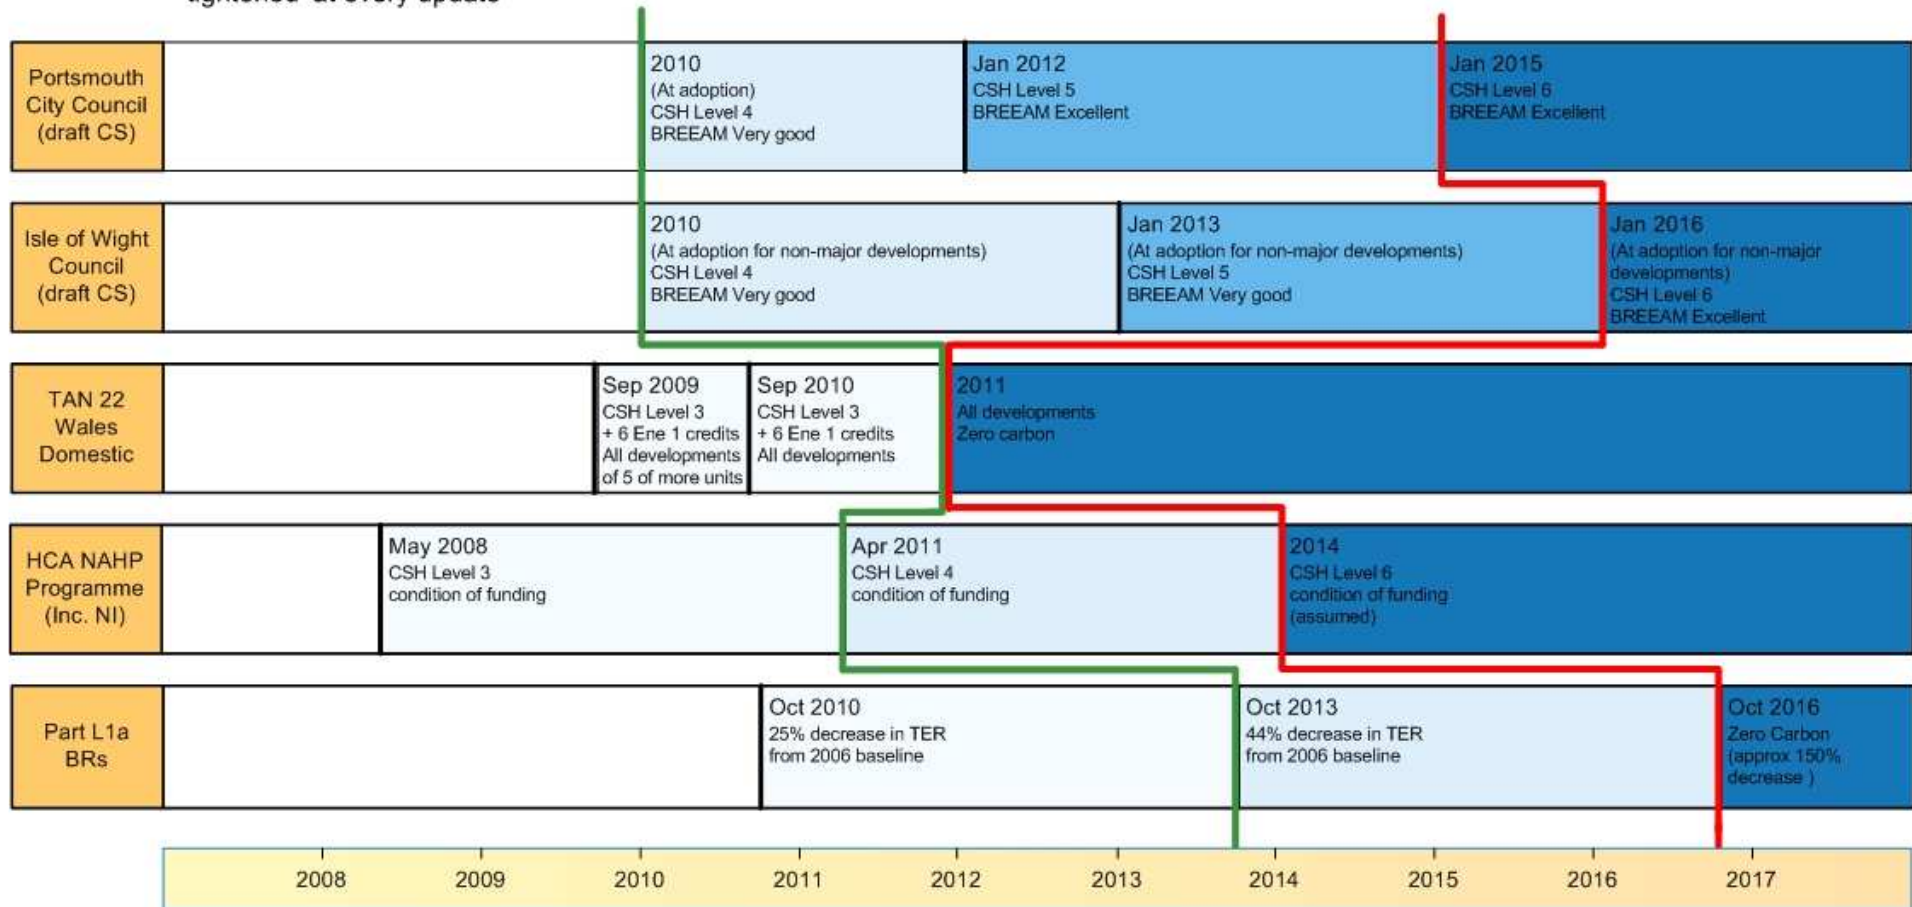 tightened at every update
Portsmouth
City Council
(draft CS)
2010
(At adoption)
CSH Level 4
BREEAM Very good
Jan 2012
CSH Level 5
BREEAM Excellent
Jan 2015
CSH Level 6
BREEAM Excellent
Isle of Wight
Council
(draft CS)
2010
(At adoption for non-major developments)
CSH Level 4
BREEAM Very good
Jan 2013
(At adoption for non-major developments)
CSH Level 5
BREEAM Very good
Jan 2016
(At adoption for non-major
developments)
CSH Level 6
BREEAM Excellent
TAN 22
Wales
Domestic
Sep 2009
CSH Level 3
+ 6 Ene 1 credits
All developments
of 5 of more units
Sep 2010
CSH Level 3
+ 6 Ene 1 credits
All developments
2011
All developments
Zero carbon
HCA NAHP
Programme
(Inc. NI)
May 2008
CSH Level 3
condition of funding
Apr 2011
CSH Level 4
condition of funding
2014
CSH Level 6
condition of funding
(assumed)
Part L1a
BRs
Oct 2010
25% decrease in TER
from 2006 baseline
Oct 2013
44% decrease in TER
from 2006 baseline
Oct 2016
Zero Carbon
(approx 150%
decrease )
2008 2009 2010 2011 2012 2013 2014 2015 2016 2017